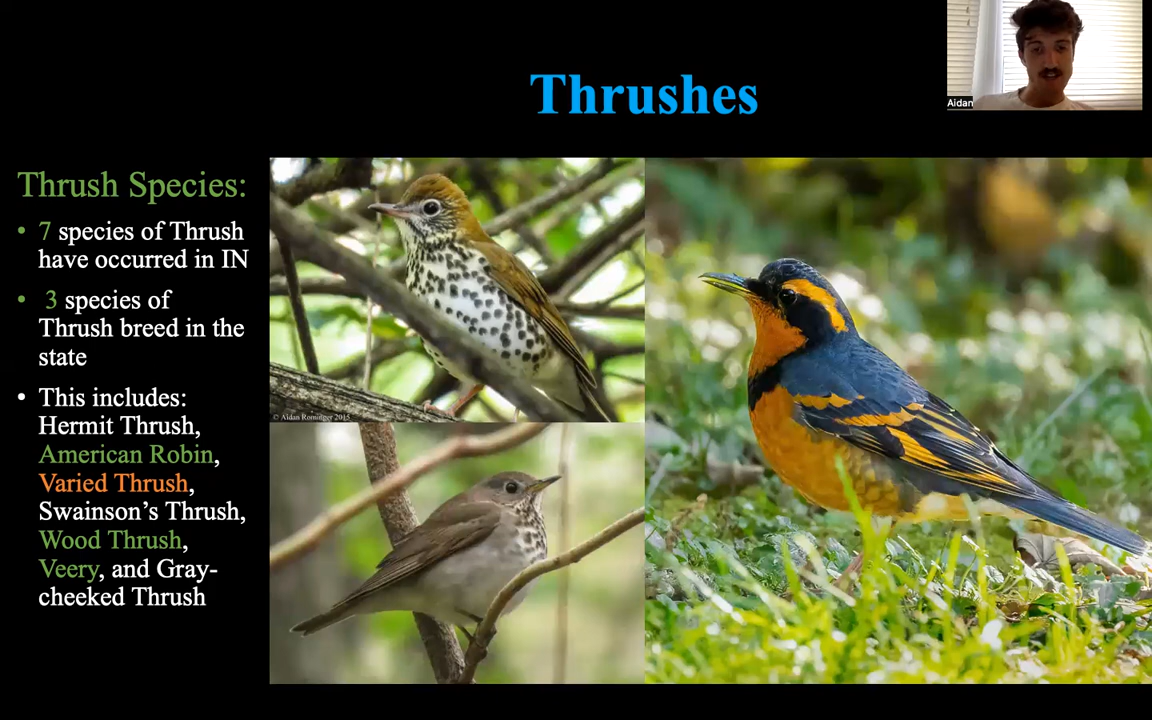 Thrushes
Aidan
Thrush Species:
• 7 species of Thrush
have occurred in IN
• 3 species of
Thrush breed in the
state
• This includes:
Hermit Thrush,
American Robin,
Varied Thrush,
Swainson’s Thrush,
Wood Thrush,
Veery, and Gray-
cheeked Thrush
© Aidan Rominger 2015